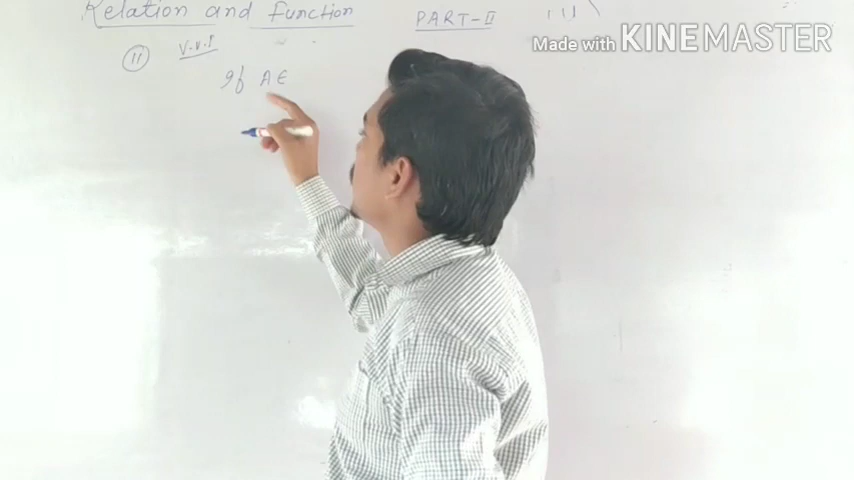 Relation and Function PART-II
Made with KINEMASTER
(11) V.V.I
If A ∈